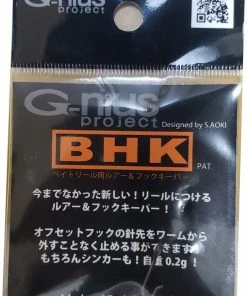 G-nius
project
G-nius
project
Designed by S.AOKI
BHK
PAT.
ベイトリール用ルアー&フックキーパー
今までなかった新しい!リールにつける
ルアー&フックキーパー!
オフセットフックの針先をワームから
外すことなく止める事ができます!
もちろんシンカーも!自重0.2g!